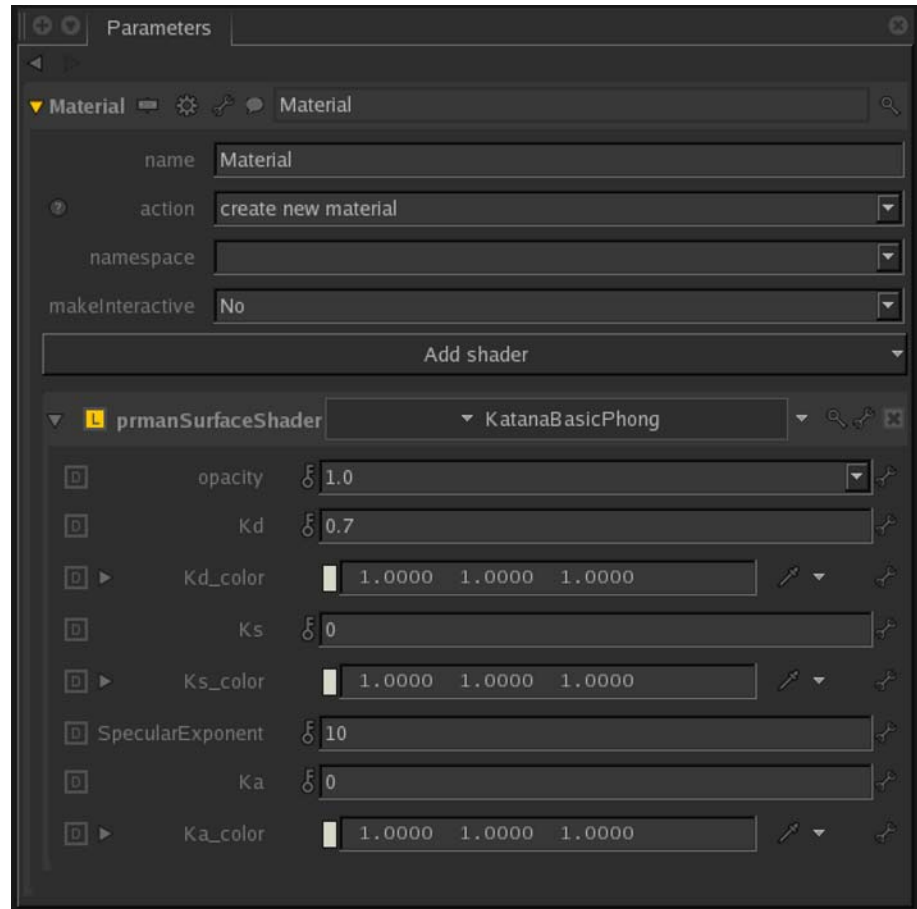 Parameters
Material Material
name Material
? action create new material
namespace
makeInteractive No
Add shader
L prmanSurfaceShader KatanaBasicPhong
D opacity 1.0
D Kd 0.7
D Kd_color 1.0000 1.0000 1.0000
D Ks 0
D Ks_color 1.0000 1.0000 1.0000
D SpecularExponent 10
D Ka 0
D Ka_color 1.0000 1.0000 1.0000